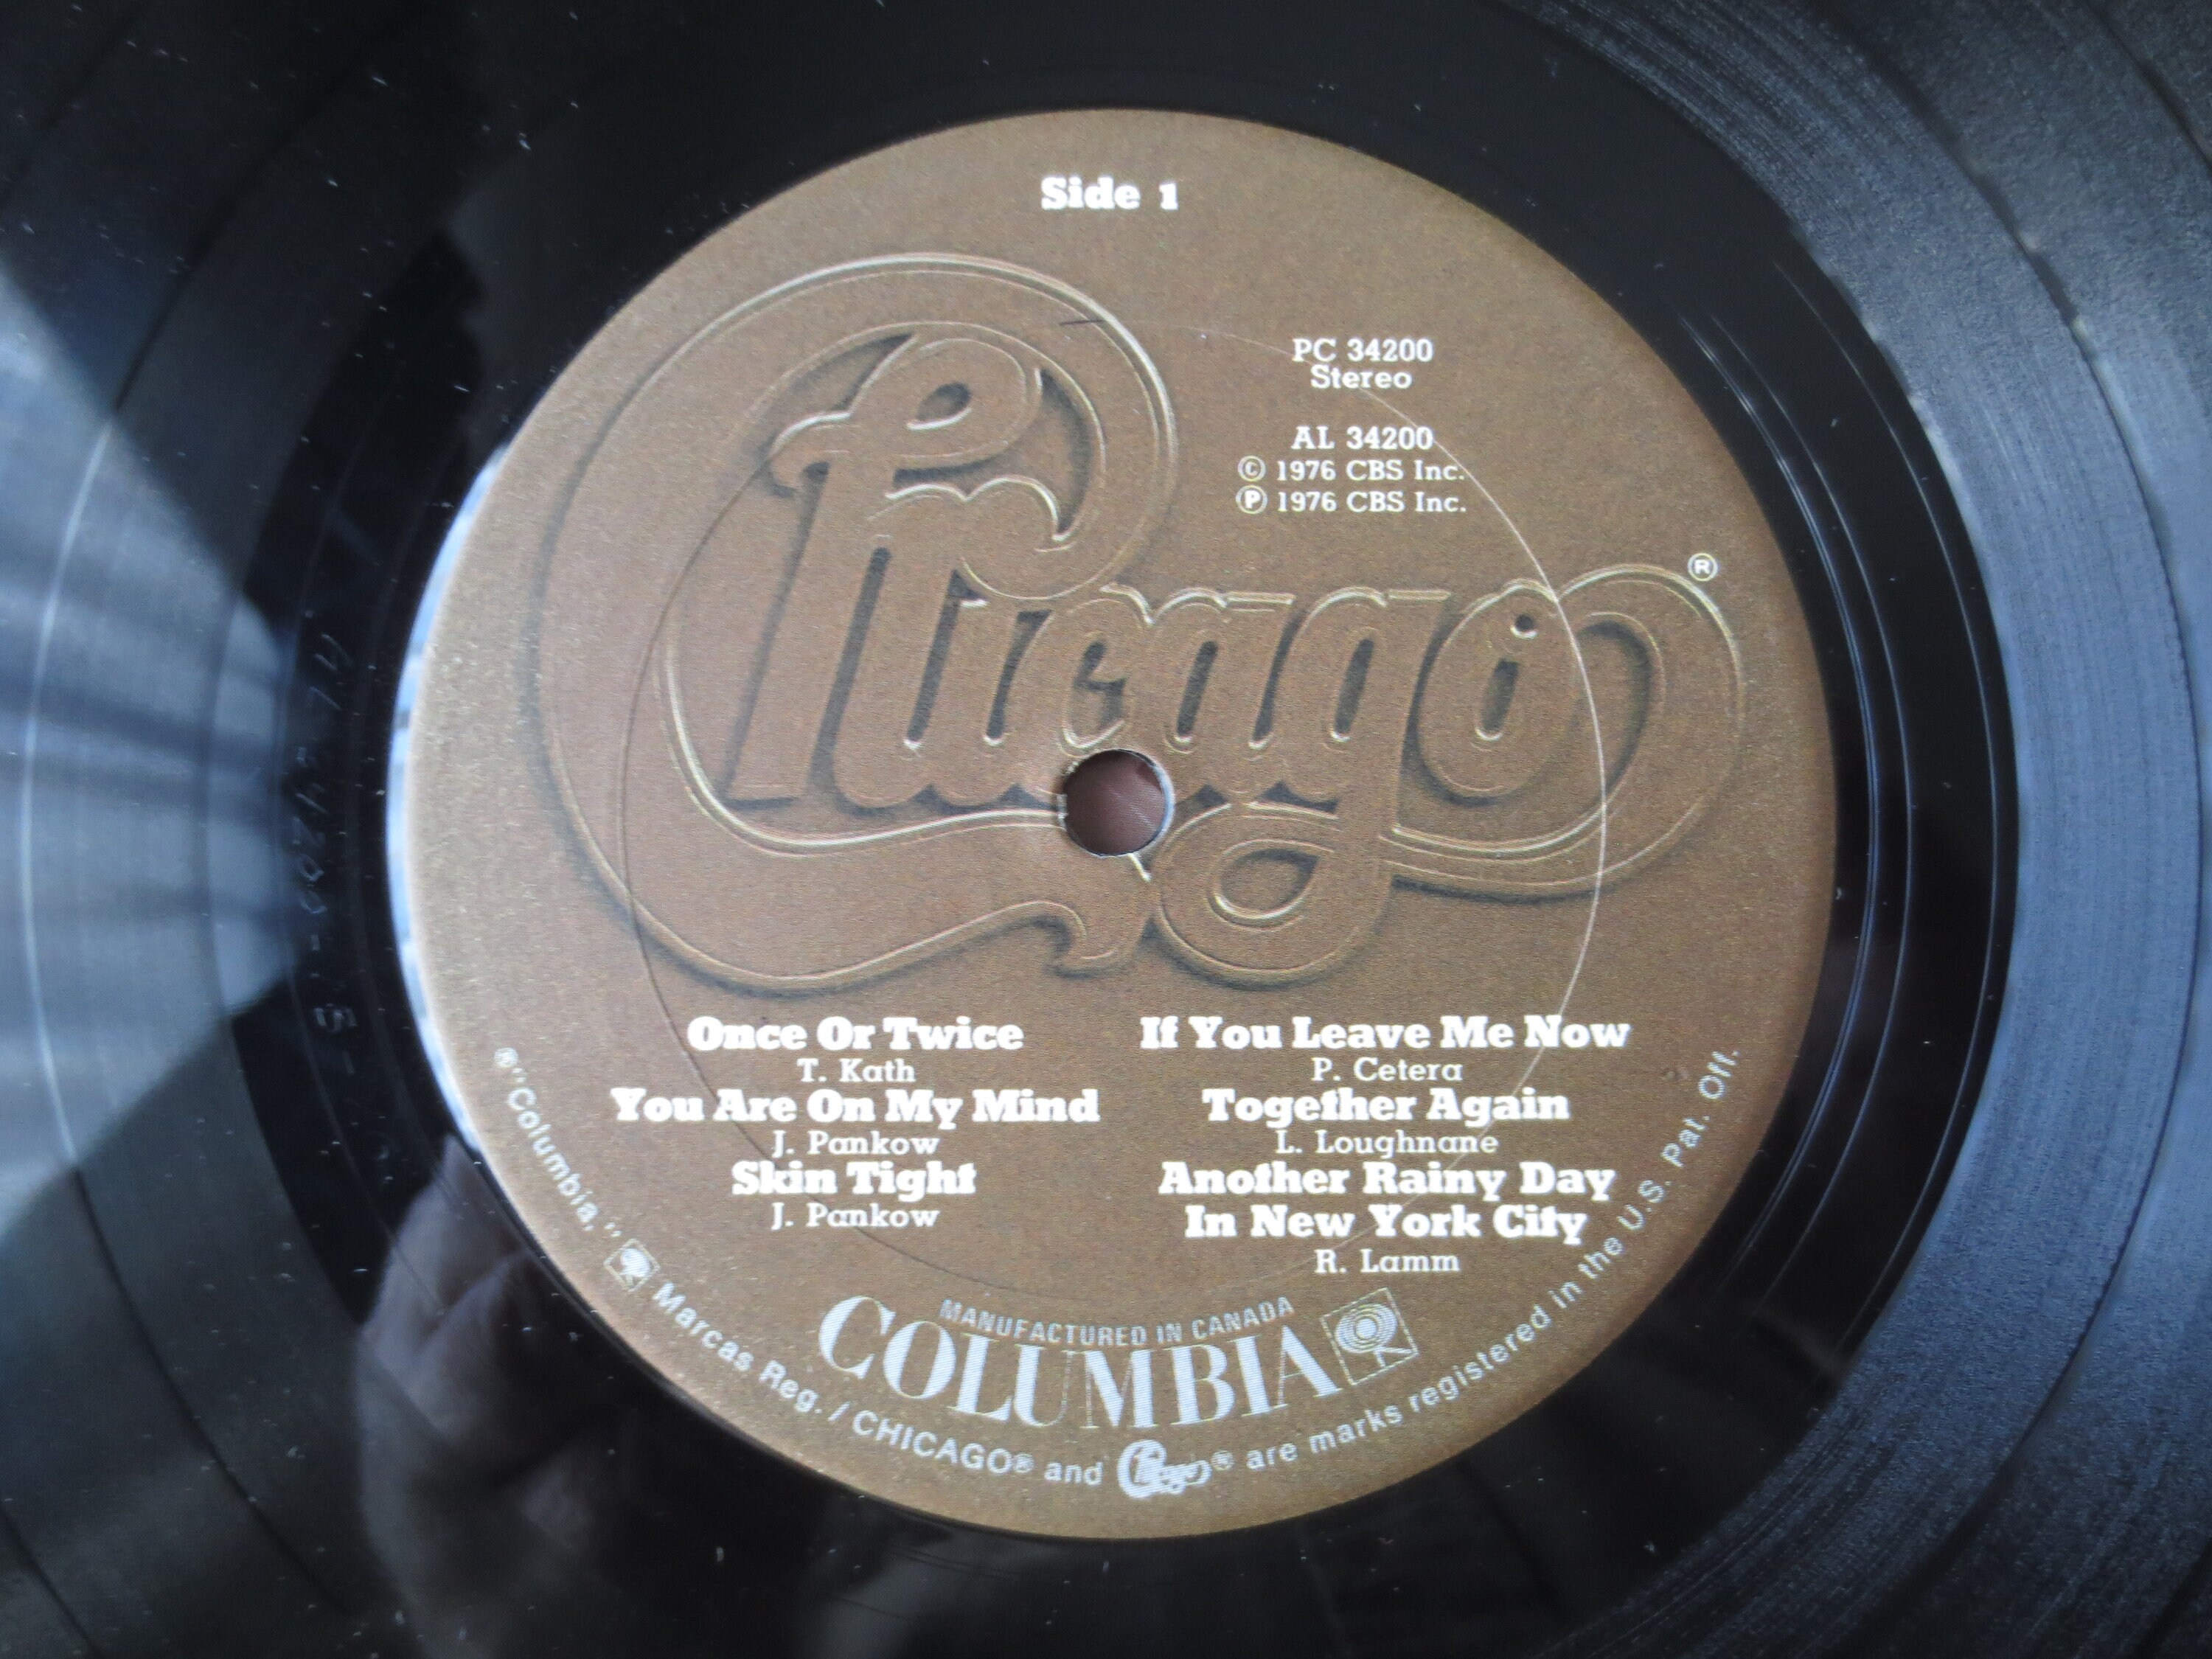 Side 1
Chicago ®
PC 34200
Stereo
AL 34200
© 1976 CBS Inc.
℗ 1976 CBS Inc.
Once Or Twice
T. Kath
You Are On My Mind
J. Pankow
Skin Tight
J. Pankow
If You Leave Me Now
P. Cetera
Together Again
L. Loughnane
Another Rainy Day
In New York City
R. Lamm
MANUFACTURED IN CANADA
COLUMBIA
®"Columbia," Marcas Reg. / CHICAGO® and Chicago® are marks registered in the U.S. Pat. Off.